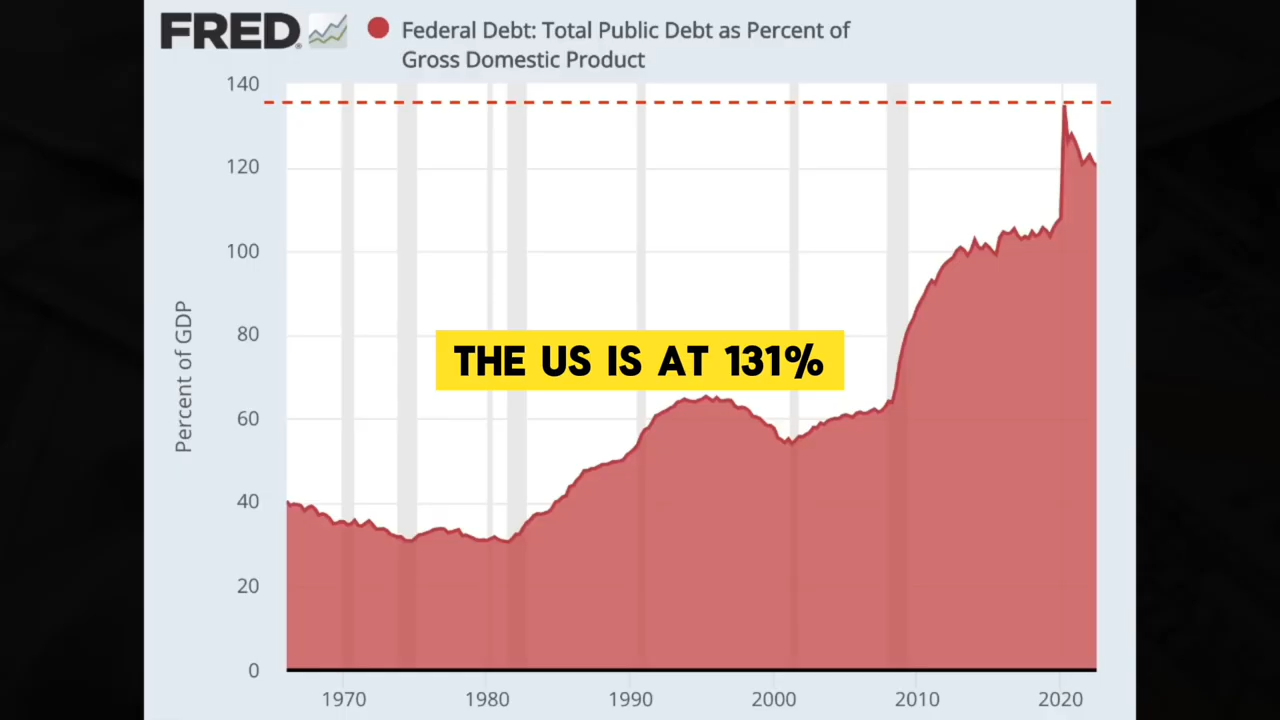 FRED
Federal Debt: Total Public Debt as Percent of
Gross Domestic Product
140
120
100
80
60
40
20
0
Percent of GDP
THE US IS AT 131%
1970
1980
1990
2000
2010
2020